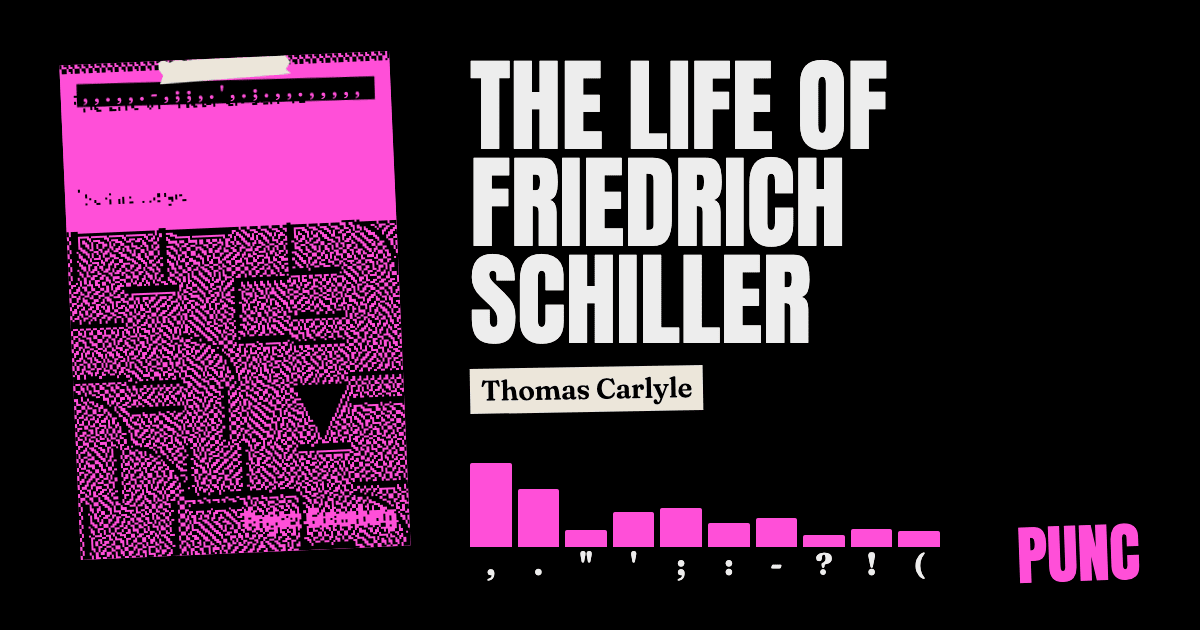 ,,.,,.-,;;,.',.;.,,.,,,,,
THE LIFE OF
FRIEDRICH
SCHILLER
Thomas Carlyle
, . " ' ; : - ? ! (
PUNC